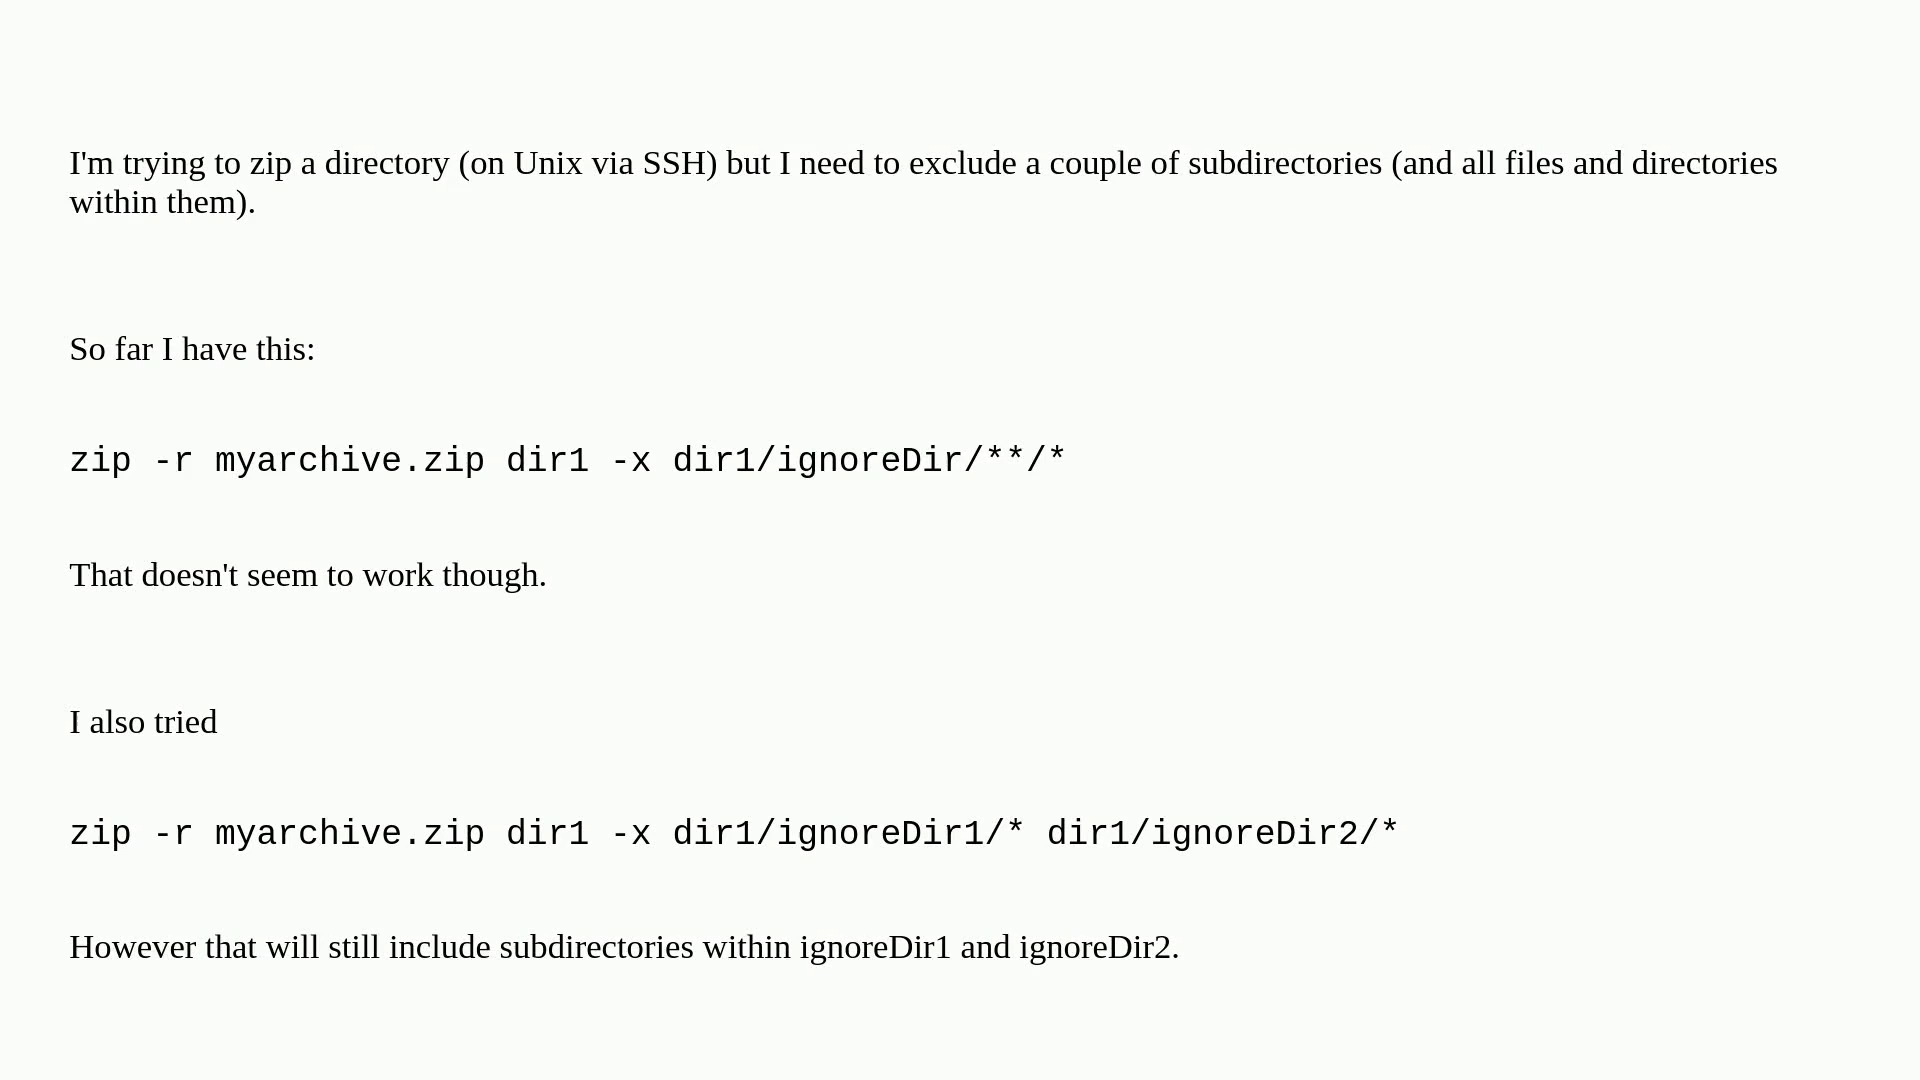 I'm trying to zip a directory (on Unix via SSH) but I need to exclude a couple of subdirectories (and all files and directories
within them).
So far I have this:
zip -r myarchive.zip dir1 -x dir1/ignoreDir/**/*
That doesn't seem to work though.
I also tried
zip -r myarchive.zip dir1 -x dir1/ignoreDir1/* dir1/ignoreDir2/*
However that will still include subdirectories within ignoreDir1 and ignoreDir2.